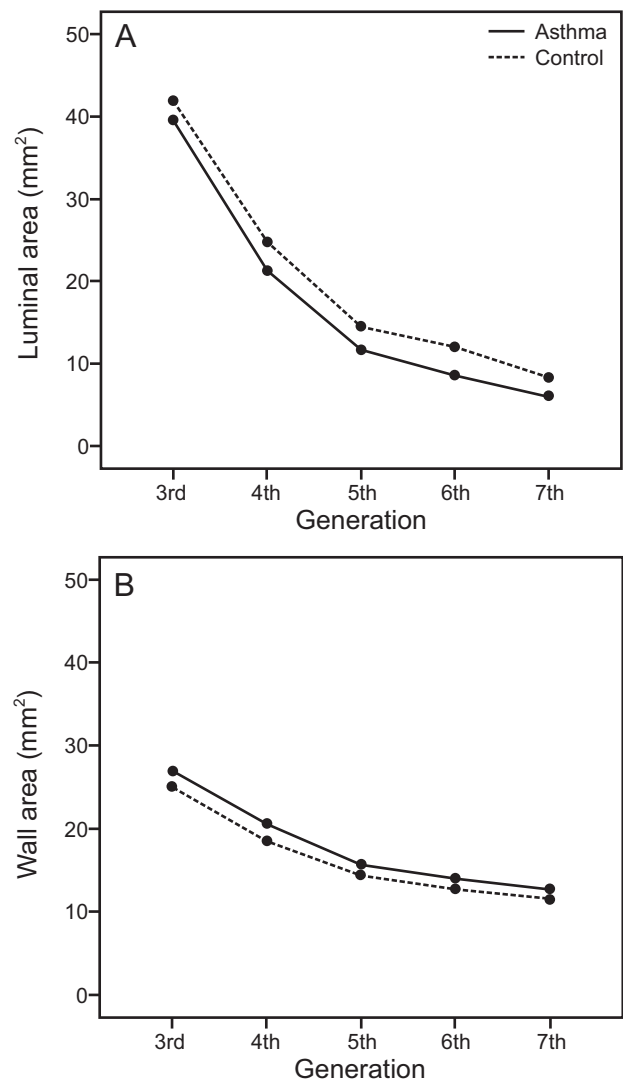 A
Asthma
Control
50
40
30
20
10
0
Luminal area (mm²)
3rd 4th 5th 6th 7th
Generation
B
50
40
30
20
10
0
Wall area (mm²)
3rd 4th 5th 6th 7th
Generation